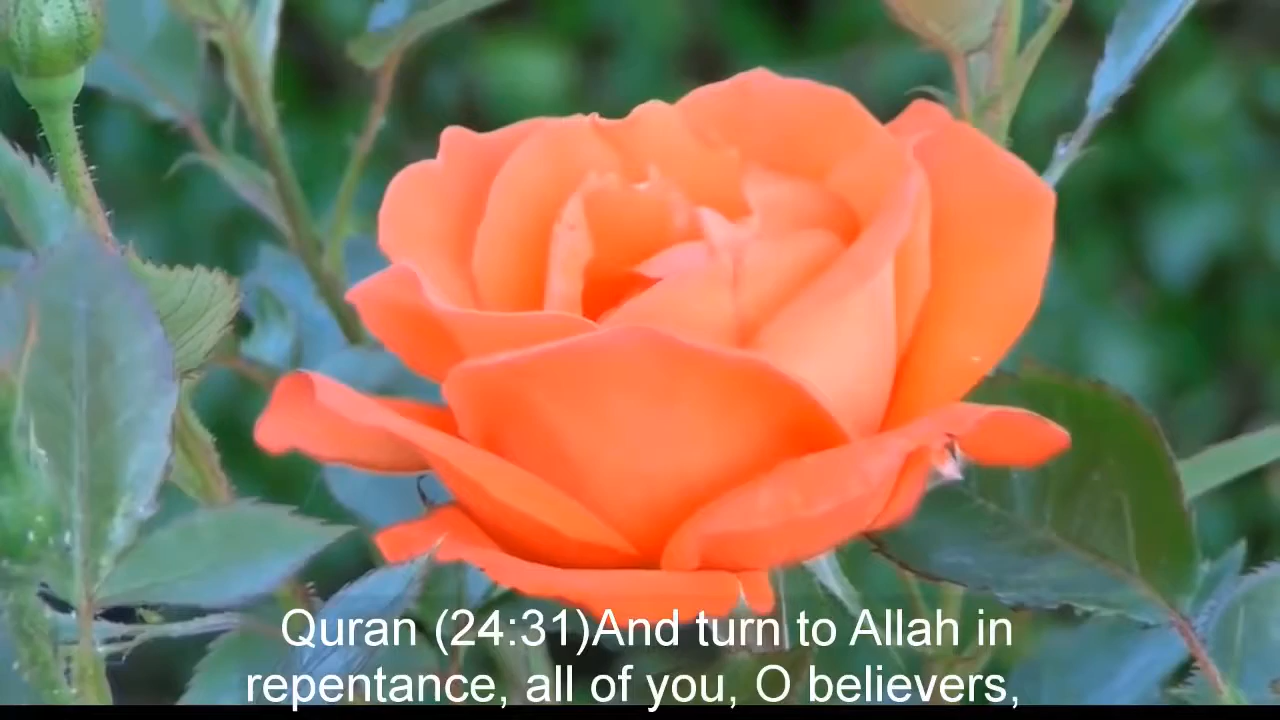 Quran (24:31)And turn to Allah in
repentance, all of you, O believers,